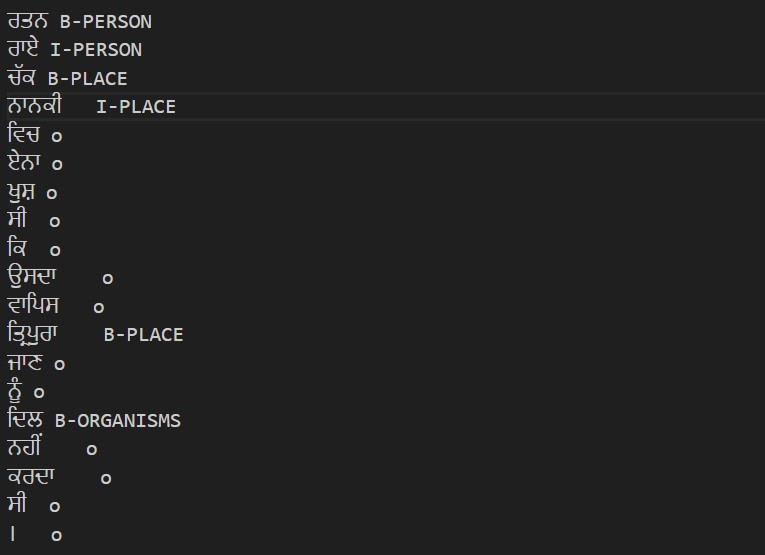 ਰਤਨ B-PERSON
ਰਾਏ I-PERSON
ਚੱਕ B-PLACE
ਨਾਨਕੀ I-PLACE
ਵਿਚ o
ਏਨਾ o
ਖੁਸ਼ o
ਸੀ o
ਕਿ o
ਉਸਦਾ o
ਵਾਪਿਸ o
ਤ੍ਰਿਪੁਰਾ B-PLACE
ਜਾਣ o
ਨੂੰ o
ਦਿਲ B-ORGANISMS
ਨਹੀਂ o
ਕਰਦਾ o
ਸੀ o
। o